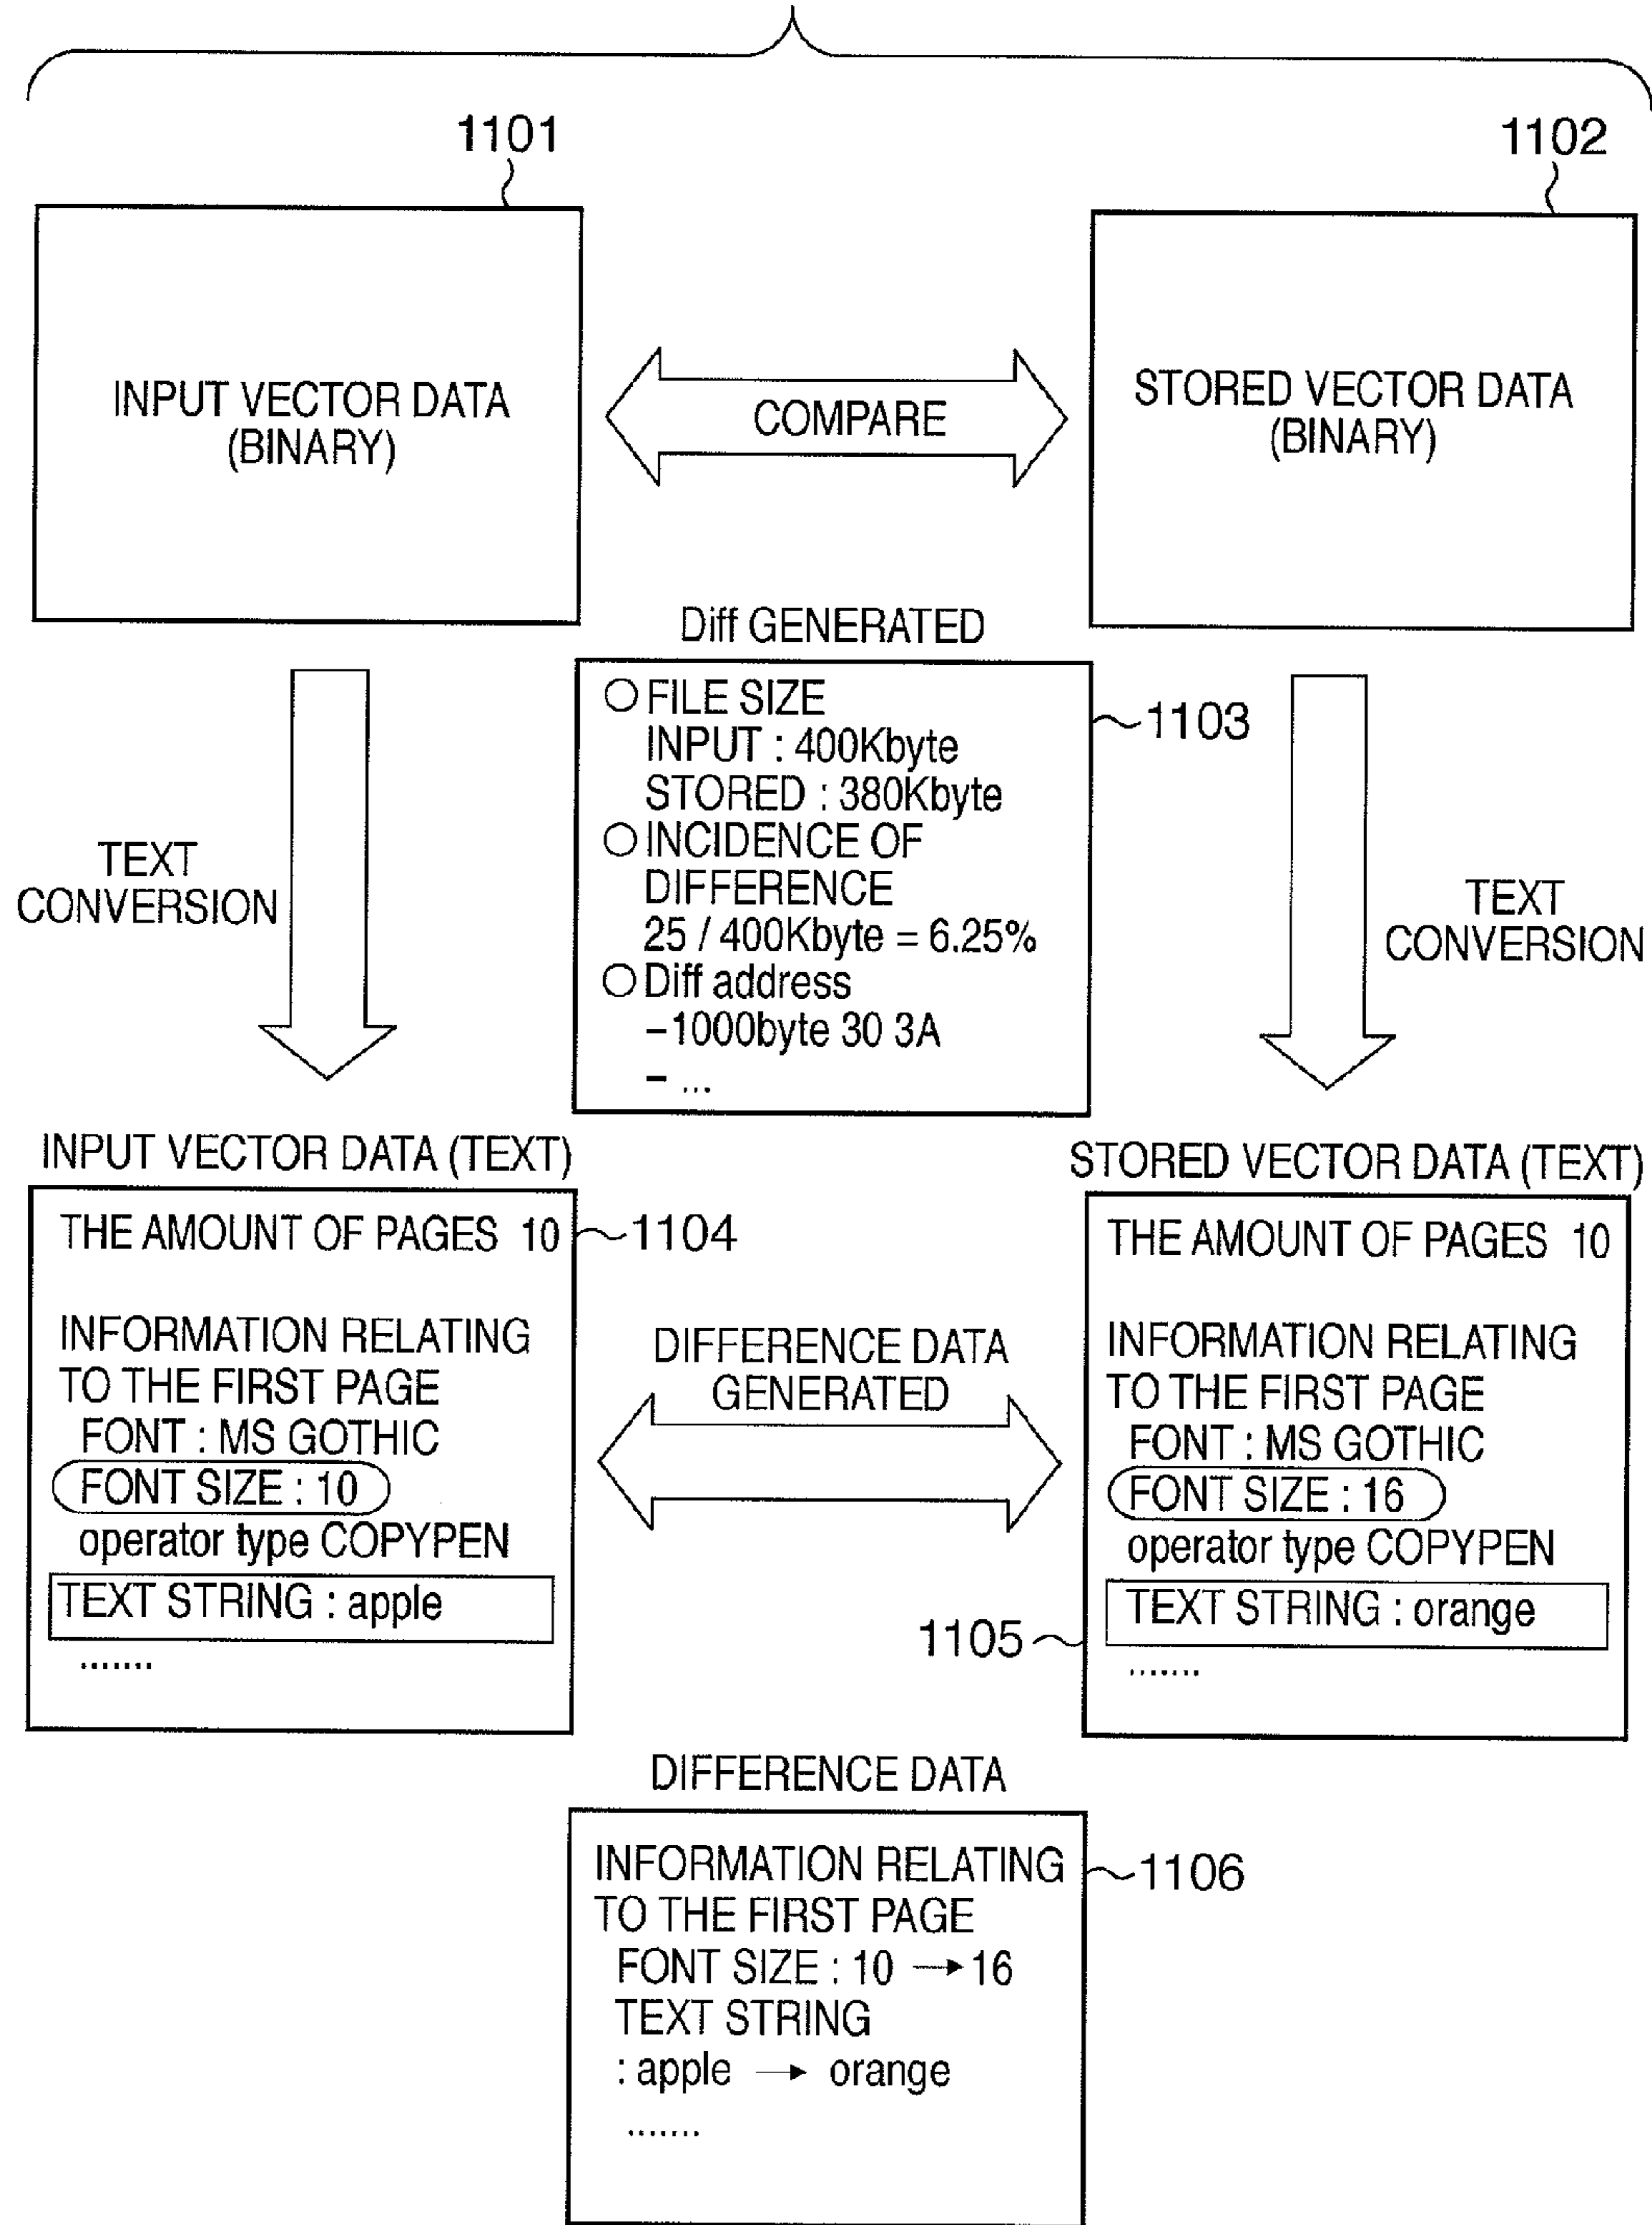 1101
1102
INPUT VECTOR DATA
(BINARY)
COMPARE
STORED VECTOR DATA
(BINARY)
Diff GENERATED
○ FILE SIZE
INPUT : 400Kbyte
STORED : 380Kbyte
○ INCIDENCE OF
DIFFERENCE
25 / 400Kbyte = 6.25%
○ Diff address
–1000byte 30 3A
– ...
1103
TEXT
CONVERSION
TEXT
CONVERSION
INPUT VECTOR DATA (TEXT)
THE AMOUNT OF PAGES 10
INFORMATION RELATING
TO THE FIRST PAGE
FONT : MS GOTHIC
FONT SIZE : 10
operator type COPYPEN
TEXT STRING : apple
.......
1104
DIFFERENCE DATA
GENERATED
STORED VECTOR DATA (TEXT)
THE AMOUNT OF PAGES 10
INFORMATION RELATING
TO THE FIRST PAGE
FONT : MS GOTHIC
FONT SIZE : 16
operator type COPYPEN
TEXT STRING : orange
.......
1105
DIFFERENCE DATA
INFORMATION RELATING
TO THE FIRST PAGE
FONT SIZE : 10 → 16
TEXT STRING
: apple → orange
.......
1106